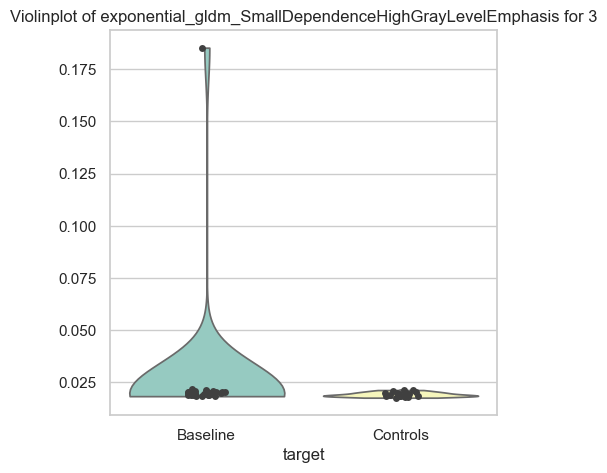 Violinplot of exponential_gldm_SmallDependenceHighGrayLevelEmphasis for 3
0.175
0.150
0.125
0.100
0.075
0.050
0.025
Baseline Controls
target